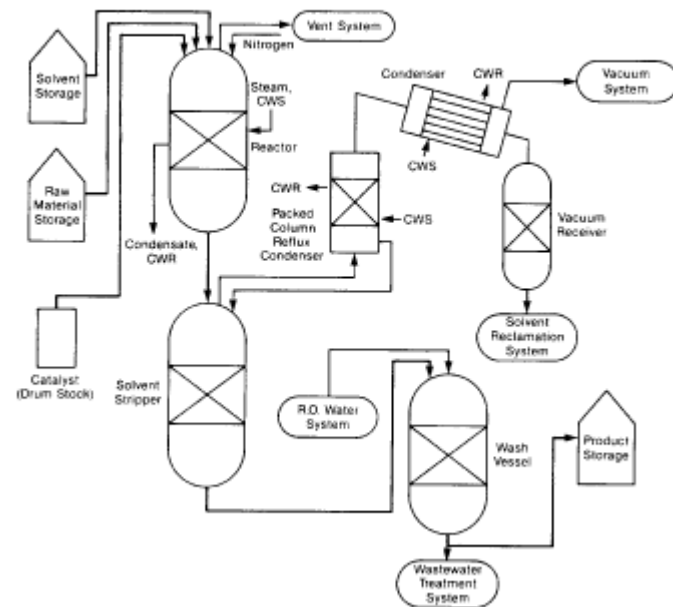 Vent System
Nitrogen
Solvent
Storage
Steam,
CWS
Reactor
Raw
Material
Storage
Condensate,
CWR
Catalyst
(Drum Stock)
Condenser
CWR
Vacuum
System
CWS
CWR
CWS
Packed
Column
Reflux
Condenser
Vacuum
Receiver
Solvent
Reclamation
System
Solvent
Stripper
R.O. Water
System
Wash
Vessel
Product
Storage
Wastewater
Treatment
System